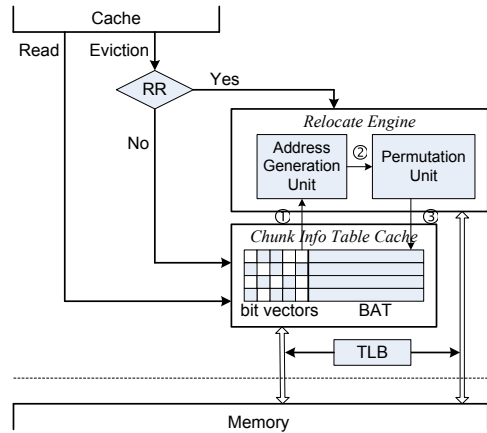 Cache
Read
Eviction
RR
Yes
No
Relocate Engine
Address
Generation
Unit
②
Permutation
Unit
①
③
Chunk Info Table Cache
bit vectors
BAT
TLB
Memory